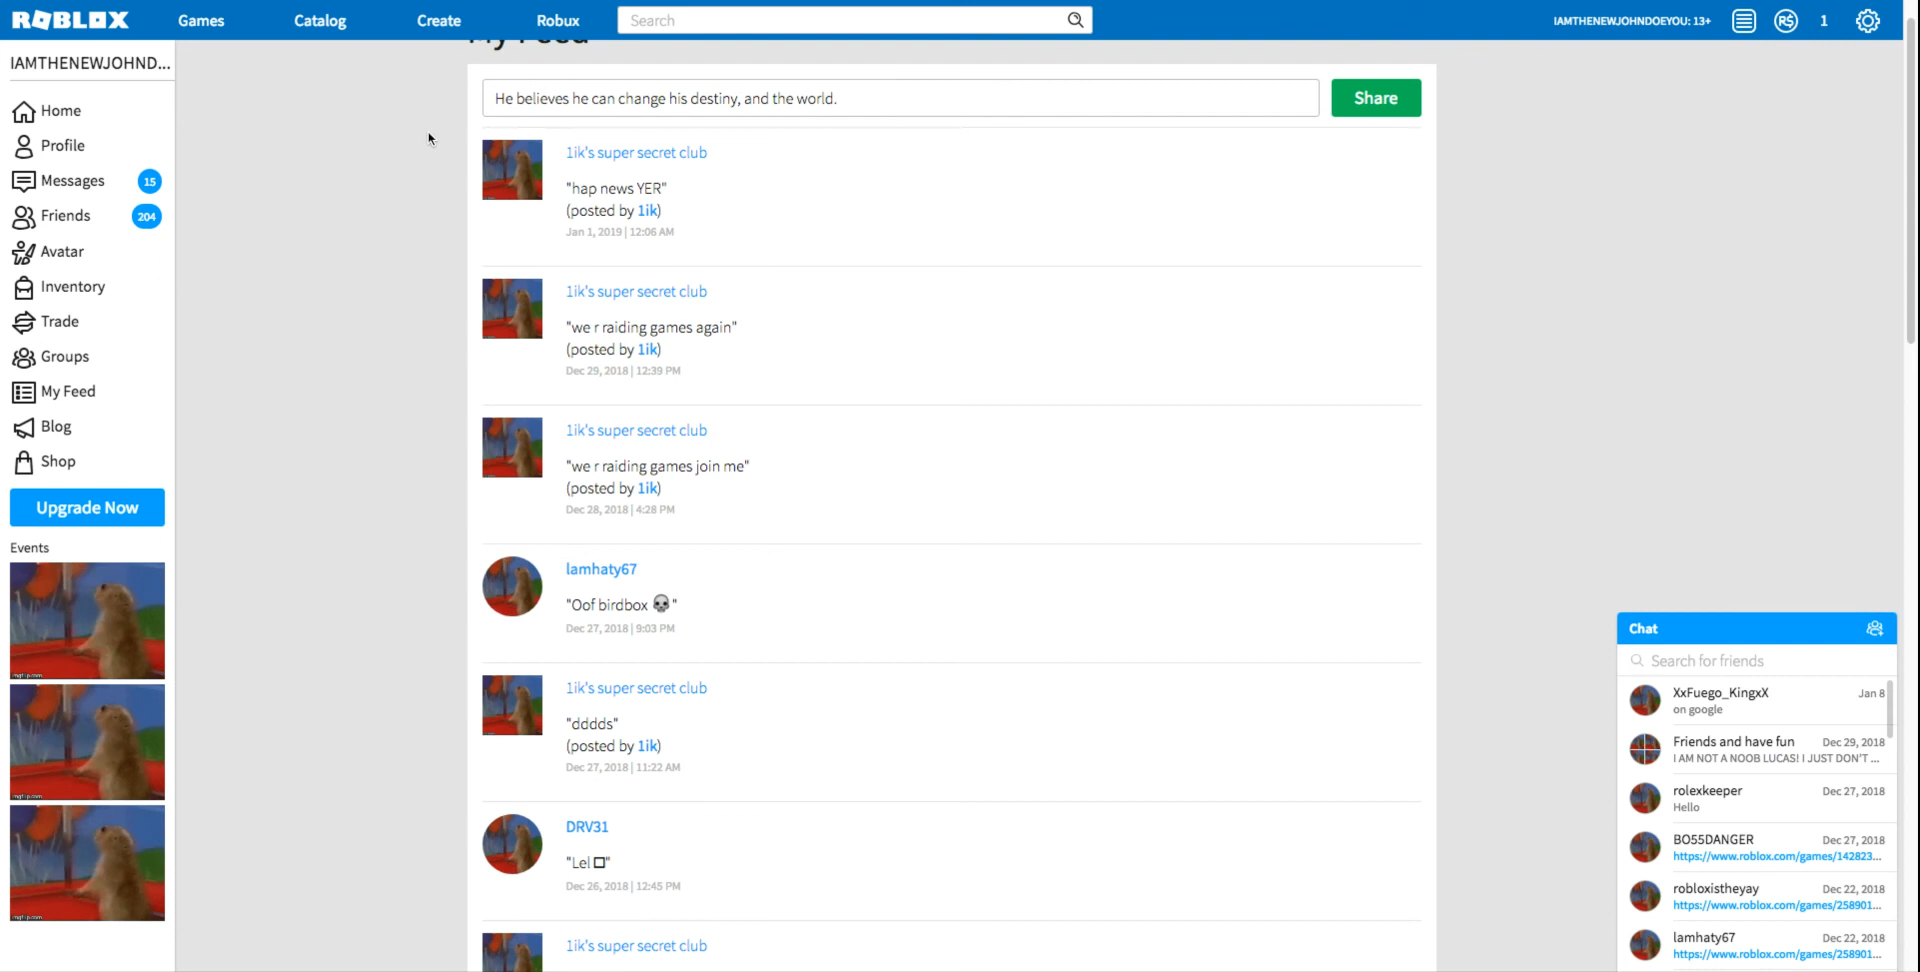 ROBLOX
Games
Catalog
Create
Robux
Search
IAMTHENEWJOHNDOEYOU: 13+
R$
1
IAMTHENEWJOHND...
Home
Profile
Messages
15
Friends
204
Avatar
Inventory
Trade
Groups
My Feed
Blog
Shop
Upgrade Now
Events
imgflip.com
imgflip.com
imgflip.com
My Feed
He believes he can change his destiny, and the world.
Share
1ik's super secret club
"hap news YER"
(posted by 1ik)
Jan 1, 2019 | 12:06 AM
1ik's super secret club
"we r raiding games again"
(posted by 1ik)
Dec 29, 2018 | 12:39 PM
1ik's super secret club
"we r raiding games join me"
(posted by 1ik)
Dec 28, 2018 | 4:28 PM
lamhaty67
"Oof birdbox 💀"
Dec 27, 2018 | 9:03 PM
1ik's super secret club
"dddds"
(posted by 1ik)
Dec 27, 2018 | 11:22 AM
DRV31
"Lel □"
Dec 26, 2018 | 12:45 PM
1ik's super secret club
Chat
Search for friends
XxFuego_KingxX
Jan 8
on google
Friends and have fun
Dec 29, 2018
I AM NOT A NOOB LUCAS! I JUST DON'T ...
rolexkeeper
Dec 27, 2018
Hello
BO55DANGER
Dec 27, 2018
https://www.roblox.com/games/142823...
robloxistheyay
Dec 22, 2018
https://www.roblox.com/games/258901...
lamhaty67
Dec 22, 2018
https://www.roblox.com/games/258901...